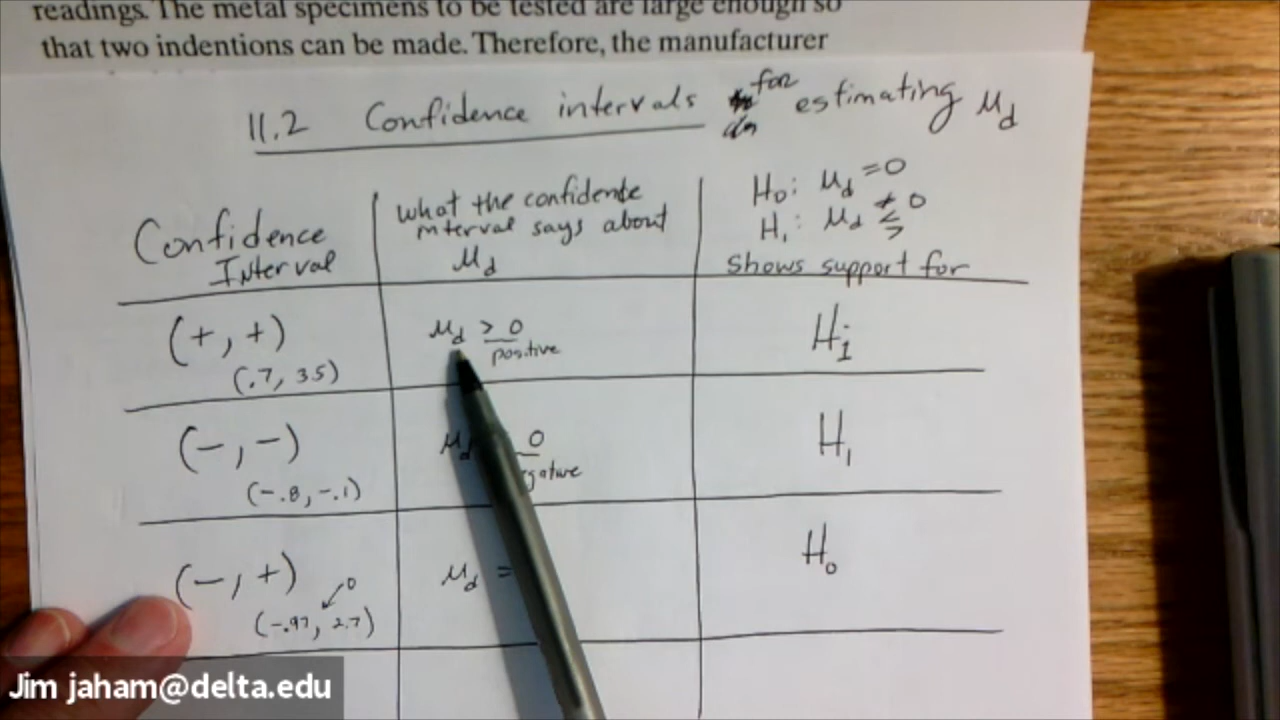 readings. The metal specimens to be tested are large enough so
that two indentions can be made. Therefore, the manufacturer
11.2 Confidence intervals for estimating μd
Confidence
Interval
What the confidence
interval says about
μd
H0: μd = 0
H1: μd ≠ < > 0
shows support for
(+, +)
(.7, 3.5)
μd > 0
positive
H1
(-, -)
(-.8, -.1)
μd 0
H1
(-, +)
0
(-.97, 2.7)
μd =
H0
Jim jaham@delta.edu